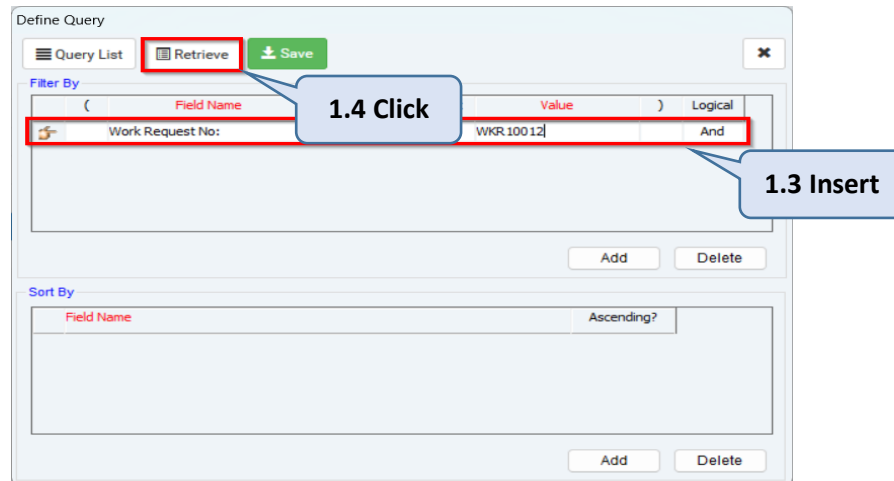 Define Query
Query List Retrieve Save
Filter By
( Field Name Value ) Logical
Work Request No: WKR10012 And
1.4 Click
1.3 Insert
Add Delete
Sort By
Field Name Ascending?
Add Delete